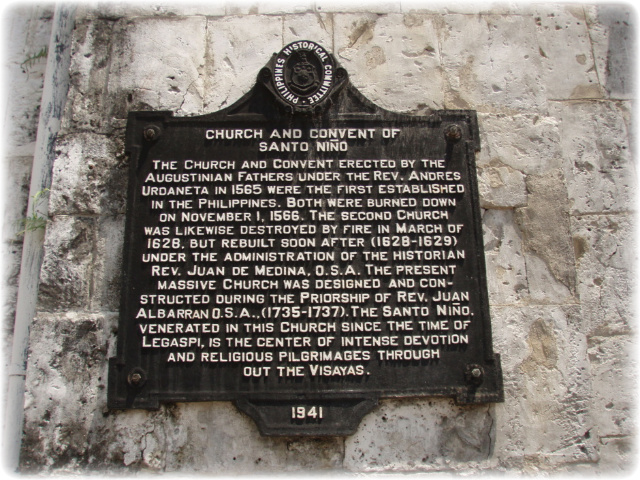 PHILIPPINES HISTORICAL COMMITTEE
CHURCH AND CONVENT OF
SANTO NIÑO
THE CHURCH AND CONVENT ERECTED BY THE
AUGUSTINIAN FATHERS UNDER THE REV. ANDRES
URDANETA IN 1565 WERE THE FIRST ESTABLISHED
IN THE PHILIPPINES. BOTH WERE BURNED DOWN
ON NOVEMBER 1, 1566. THE SECOND CHURCH
WAS LIKEWISE DESTROYED BY FIRE IN MARCH OF
1628, BUT REBUILT SOON AFTER (1628-1629)
UNDER THE ADMINISTRATION OF THE HISTORIAN
REV. JUAN DE MEDINA, O.S.A. THE PRESENT
MASSIVE CHURCH WAS DESIGNED AND CON-
STRUCTED DURING THE PRIORSHIP OF REV. JUAN
ALBARRAN O.S.A., (1735-1737). THE SANTO NIÑO,
VENERATED IN THIS CHURCH SINCE THE TIME OF
LEGASPI, IS THE CENTER OF INTENSE DEVOTION
AND RELIGIOUS PILGRIMAGES THROUGH
OUT THE VISAYAS.
1941